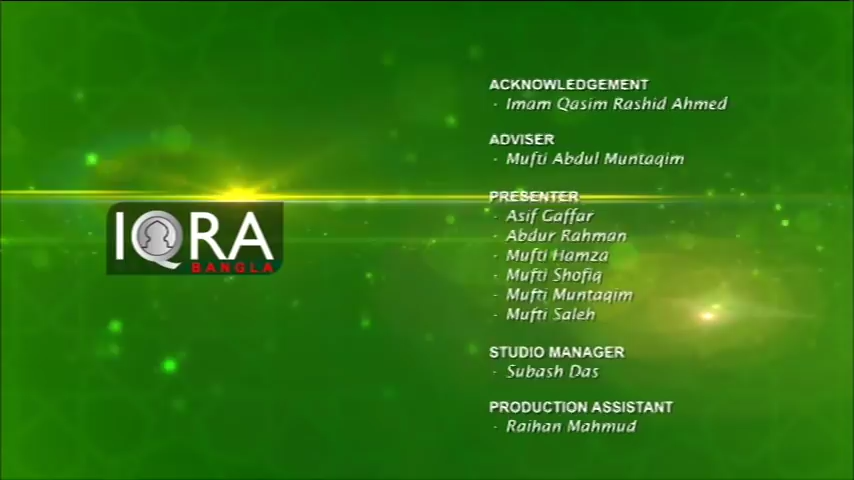 IQRA
BANGLA
ACKNOWLEDGEMENT
- Imam Qasim Rashid Ahmed
ADVISER
- Mufti Abdul Muntaqim
PRESENTER
- Asif Gaffar
- Abdur Rahman
- Mufti Hamza
- Mufti Shofiq
- Mufti Muntaqim
- Mufti Saleh
STUDIO MANAGER
- Subash Das
PRODUCTION ASSISTANT
- Raihan Mahmud